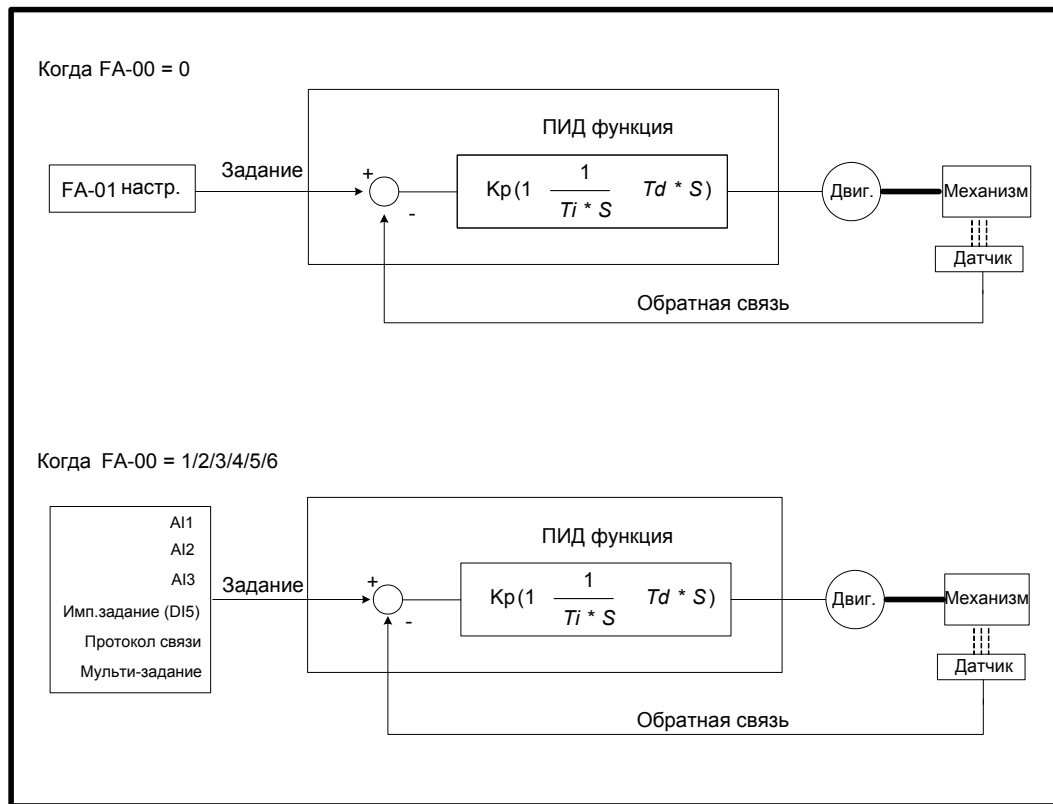 Когда FA-00 = 0
ПИД функция
Задание
FA-01 настр.
+
-
Kp(1 1 / Ti * S Td * S)
Двиг.
Механизм
Датчик
Обратная связь
Когда FA-00 = 1/2/3/4/5/6
AI1
AI2
AI3
Имп.задание (DI5)
Протокол связи
Мульти-задание
Задание
ПИД функция
+
-
Kp(1 1 / Ti * S Td * S)
Двиг.
Механизм
Датчик
Обратная связь